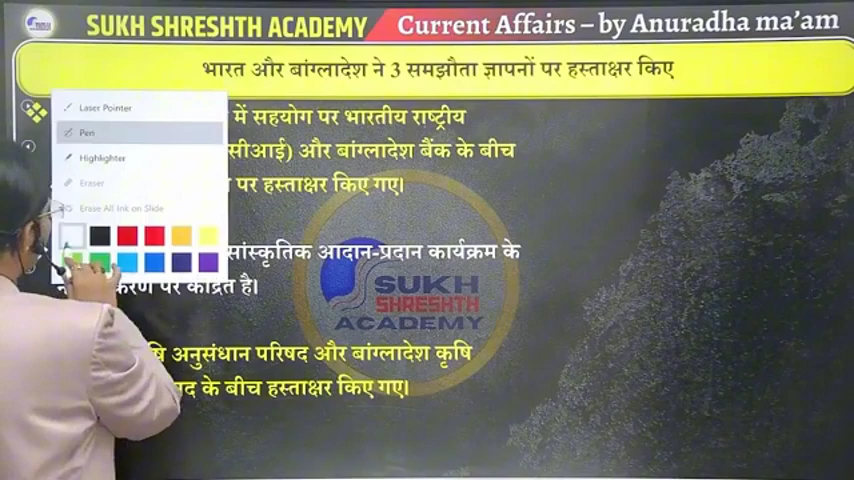 SUKH SHRESHTH ACADEMY
Current Affairs – by Anuradha ma'am
भारत और बांग्लादेश ने 3 समझौता ज्ञापनों पर हस्ताक्षर किए
Laser Pointer
Pen
Highlighter
Eraser
Erase All Ink on Slide
में सहयोग पर भारतीय राष्ट्रीय
सीआई) और बांग्लादेश बैंक के बीच
पर हस्ताक्षर किए गए।
सांस्कृतिक आदान-प्रदान कार्यक्रम के
पर केंद्रित है।
अनुसंधान परिषद और बांग्लादेश कृषि
के बीच हस्ताक्षर किए गए।
SUKH
SHRESHTH
ACADEMY